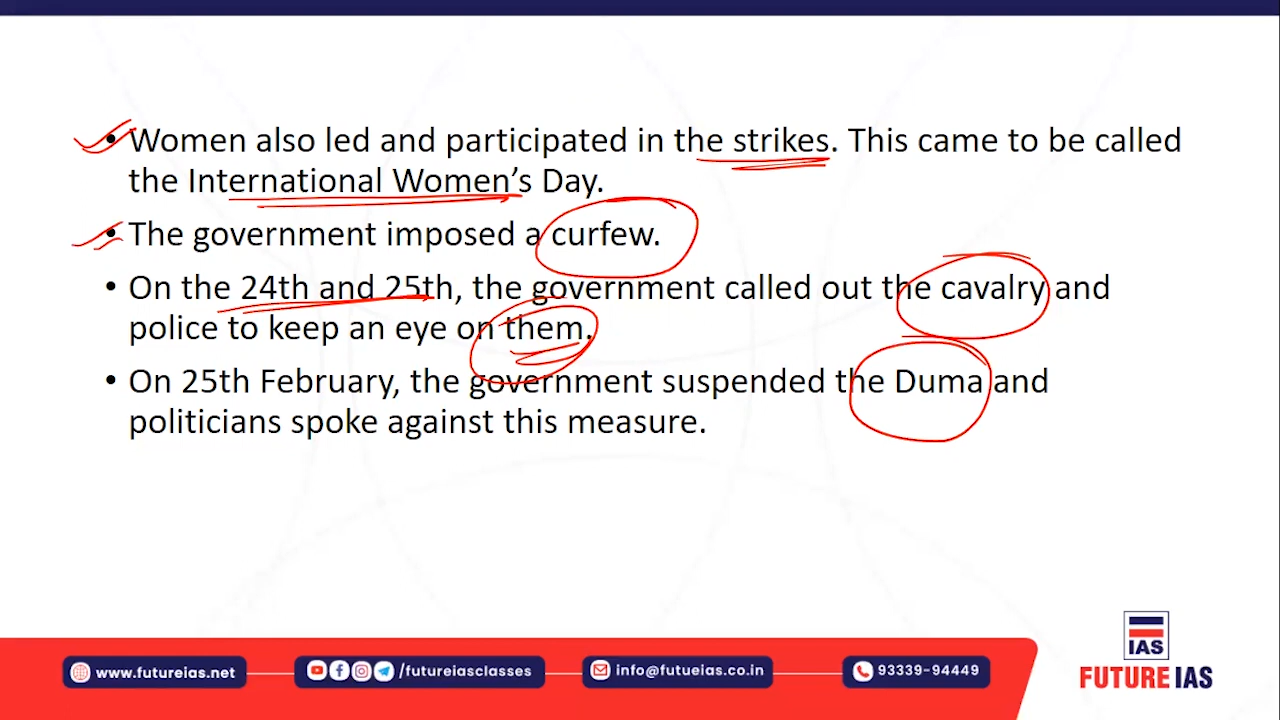 • Women also led and participated in the strikes. This came to be called
the International Women's Day.
• The government imposed a curfew.
• On the 24th and 25th, the government called out the cavalry and
police to keep an eye on them.
• On 25th February, the government suspended the Duma and
politicians spoke against this measure.
IAS
FUTURE IAS
www.futureias.net
/futureiasclasses
info@futueias.co.in
93339-94449